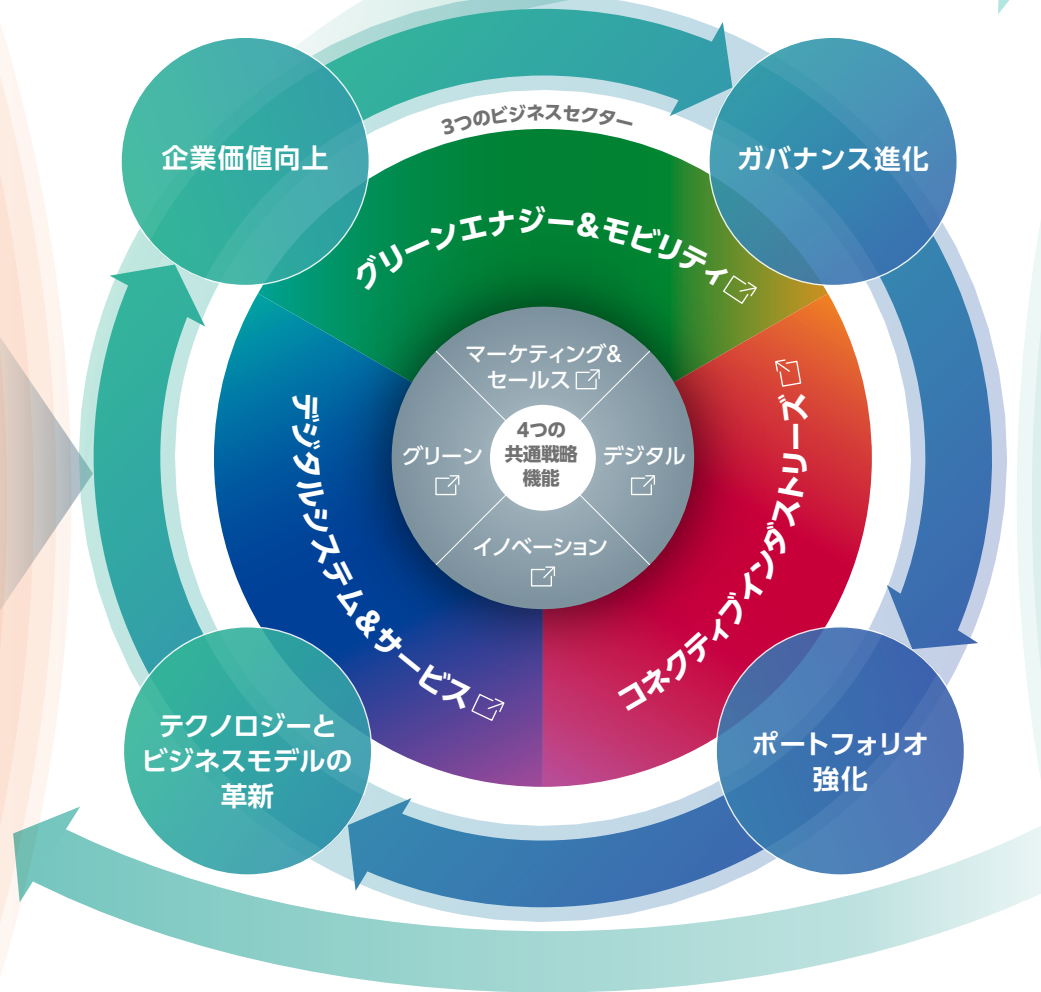 3つのビジネスセクター
企業価値向上
ガバナンス進化
グリーンエナジー&モビリティ
マーケティング&
セールス
4つの
共通戦略
機能
グリーン
デジタル
イノベーション
デジタルシステム&サービス
コネクティブインダストリーズ
テクノロジーと
ビジネスモデルの
革新
ポートフォリオ
強化